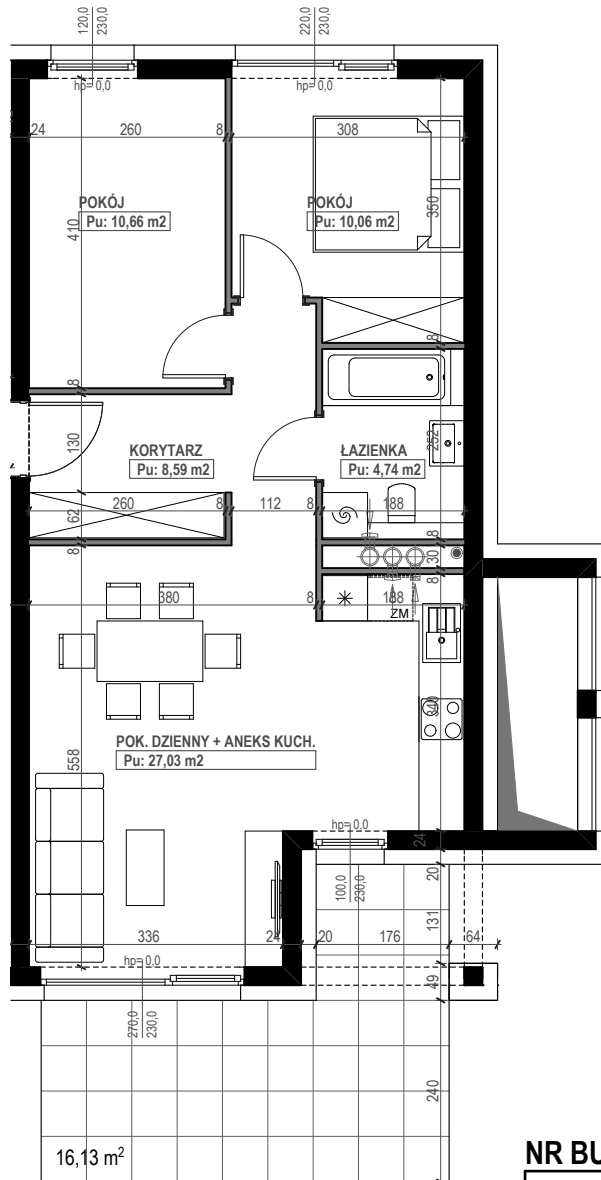 120,0
230,0
220,0
230,0
hp= 0,0
hp= 0,0
24
260
8
308
POKÓJ
Pu: 10,66 m2
POKÓJ
Pu: 10,06 m2
410
350
8
8
130
KORYTARZ
Pu: 8,59 m2
ŁAZIENKA
Pu: 4,74 m2
252
62
260
8
112
8
188
8
8
30
8
380
8
188
ZM
340
POK. DZIENNY + ANEKS KUCH.
Pu: 27,03 m2
558
hp= 0,0
24
100,0
230,0
20
131
336
24
20
176
64
hp= 0,0
49
270,0
230,0
240
16,13 m²
NR BU